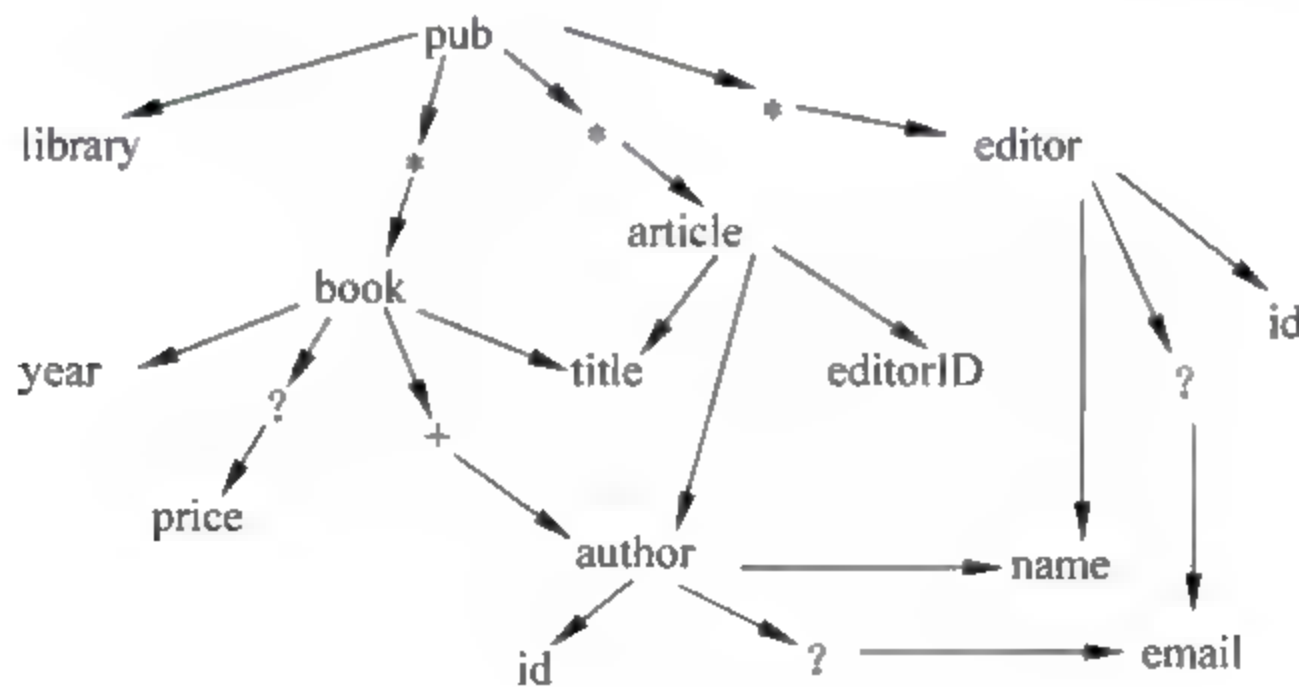 pub
*
library
*
*
editor
article
book
id
year
title
editorID
?
?
+
price
author
name
id
?
email